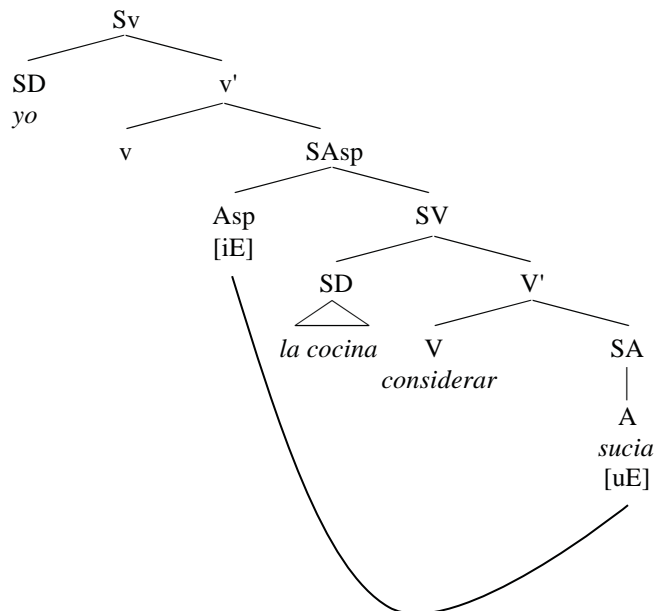 Sv
SD v'
yo
v SAsp
Asp SV
[iE]
SD V'
la cocina V SA
considerar
A
sucia
[uE]